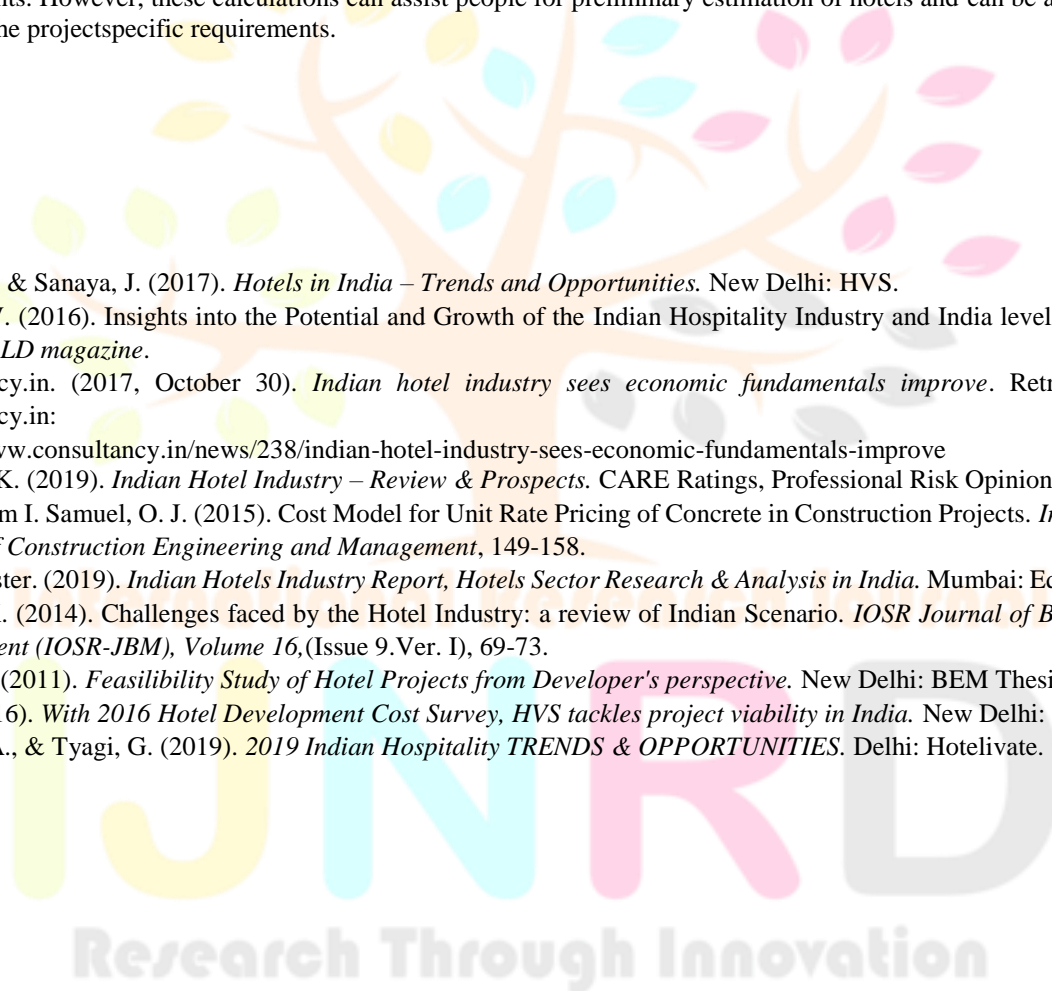 However, these calculations can assist people for preliminary estimation of hotels and can be a
projectspecific requirements.
& Sanaya, J. (2017). Hotels in India – Trends and Opportunities. New Delhi: HVS.
(2016). Insights into the Potential and Growth of the Indian Hospitality Industry and India level
LD magazine.
cy.in. (2017, October 30). Indian hotel industry sees economic fundamentals improve. Retr
cy.in:
ww.consultancy.in/news/238/indian-hotel-industry-sees-economic-fundamentals-improve
K. (2019). Indian Hotel Industry – Review & Prospects. CARE Ratings, Professional Risk Opinion
m I. Samuel, O. J. (2015). Cost Model for Unit Rate Pricing of Concrete in Construction Projects. In
f Construction Engineering and Management, 149-158.
ster. (2019). Indian Hotels Industry Report, Hotels Sector Research & Analysis in India. Mumbai: Ec
. (2014). Challenges faced by the Hotel Industry: a review of Indian Scenario. IOSR Journal of B
ent (IOSR-JBM), Volume 16,(Issue 9.Ver. I), 69-73.
(2011). Feasilibility Study of Hotel Projects from Developer's perspective. New Delhi: BEM Thesi
16). With 2016 Hotel Development Cost Survey, HVS tackles project viability in India. New Delhi:
A., & Tyagi, G. (2019). 2019 Indian Hospitality TRENDS & OPPORTUNITIES. Delhi: Hotelivate.
IJNRD
Research Through Innovation